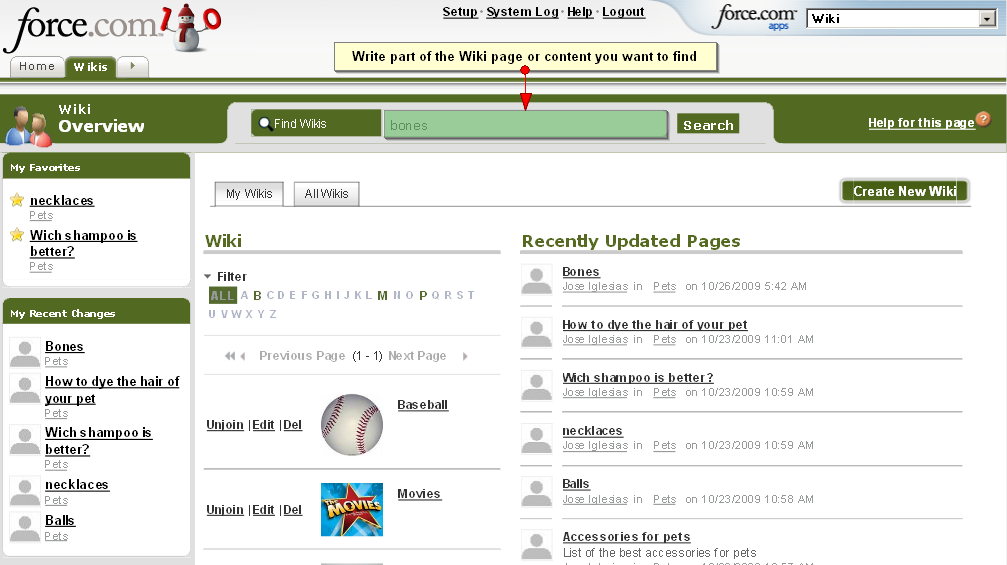 force.com 10
Setup · System Log · Help · Logout
force.com
apps
Wiki
Home
Wikis
Write part of the Wiki page or content you want to find
Wiki
Overview
Find Wikis
bones
Search
Help for this page ?
My Favorites
necklaces
Pets
Wich shampoo is
better?
Pets
My Recent Changes
Bones
Pets
How to dye the hair of
your pet
Pets
Wich shampoo is
better?
Pets
necklaces
Pets
Balls
Pets
My Wikis
All Wikis
Create New Wiki
Wiki
Filter
ALL A B C D E F G H I J K L M N O P Q R S T
U V W X Y Z
Previous Page (1 - 1) Next Page
Unjoin | Edit | Del
Baseball
Unjoin | Edit | Del
THE MOVIES
Movies
Recently Updated Pages
Bones
Jose Iglesias in Pets on 10/26/2009 5:42 AM
How to dye the hair of your pet
Jose Iglesias in Pets on 10/23/2009 11:01 AM
Wich shampoo is better?
Jose Iglesias in Pets on 10/23/2009 10:59 AM
necklaces
Jose Iglesias in Pets on 10/23/2009 10:59 AM
Balls
Jose Iglesias in Pets on 10/23/2009 10:58 AM
Accessories for pets
List of the best accessories for pets